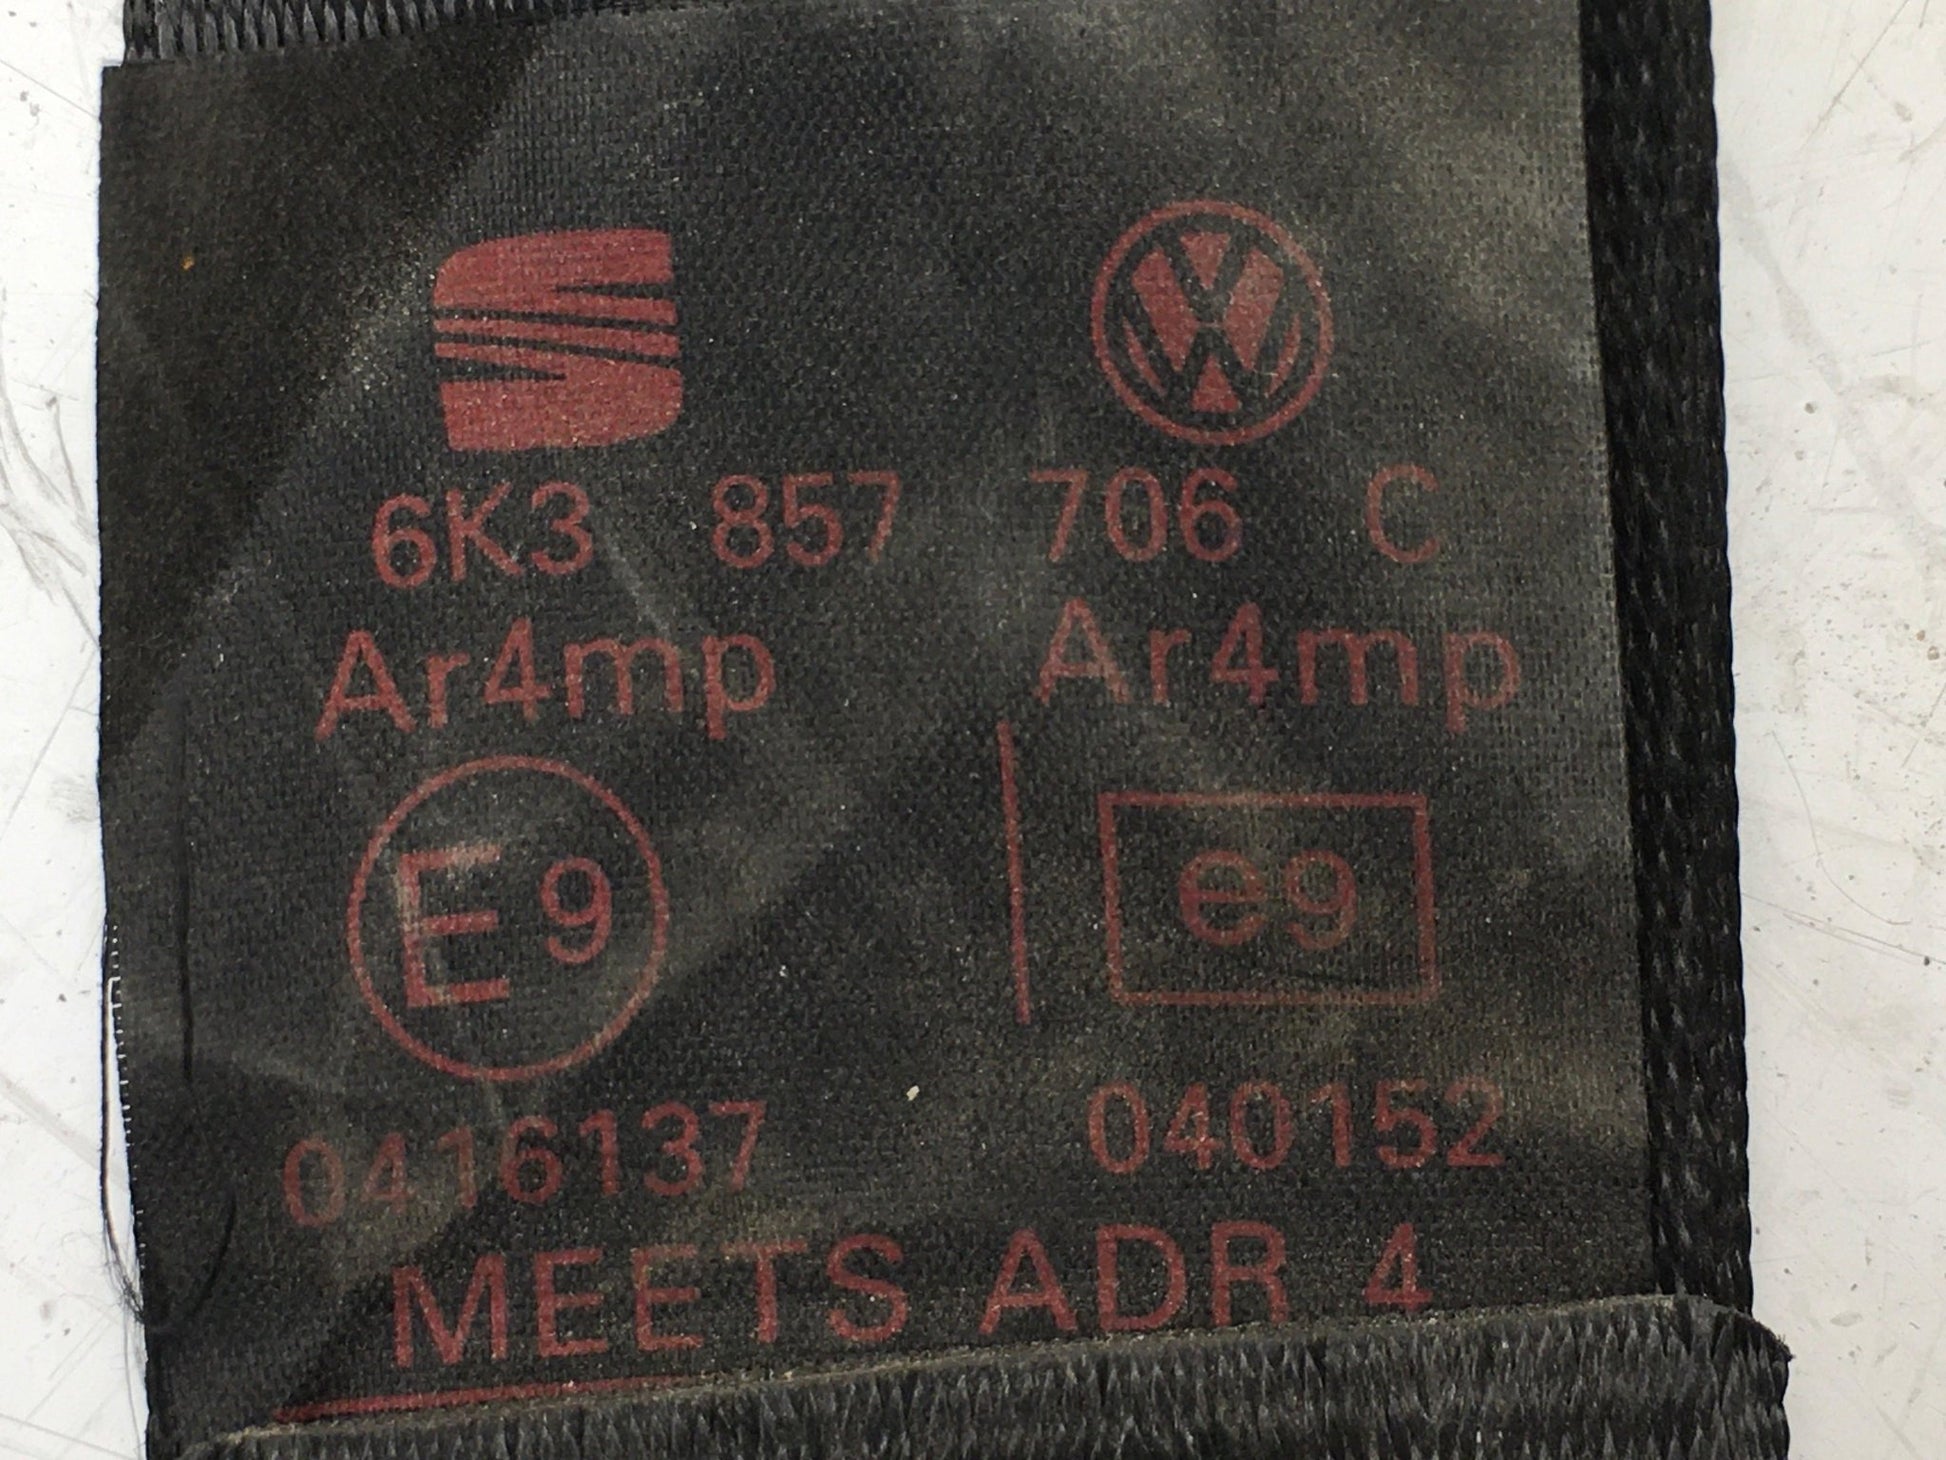 6K3 857 706 C
Ar4mp Ar4mp
E9 e9
0416137 040152
MEETS ADR 4